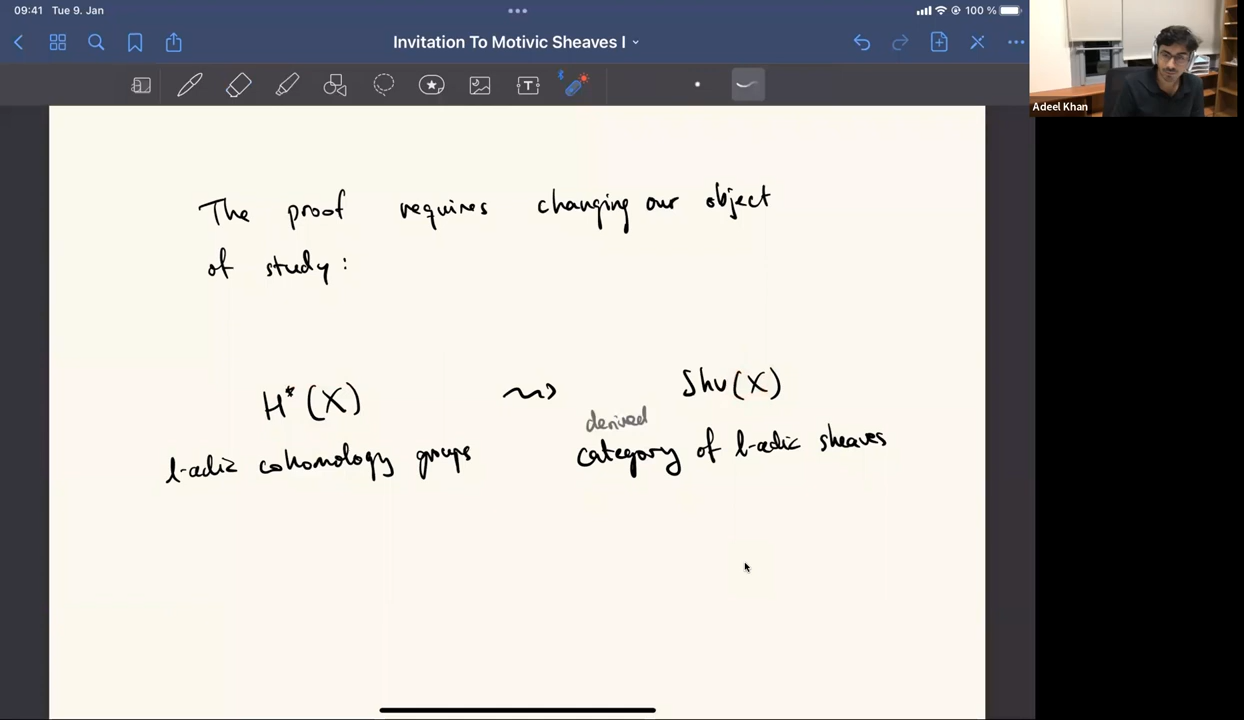 09:41 Tue 9. Jan
100 %
Invitation To Motivic Sheaves I
Adeel Khan
The proof requires changing our object
of study:
H*(X) ⇝ Shv(X)
derived
l-adic cohomology groups category of l-adic sheaves